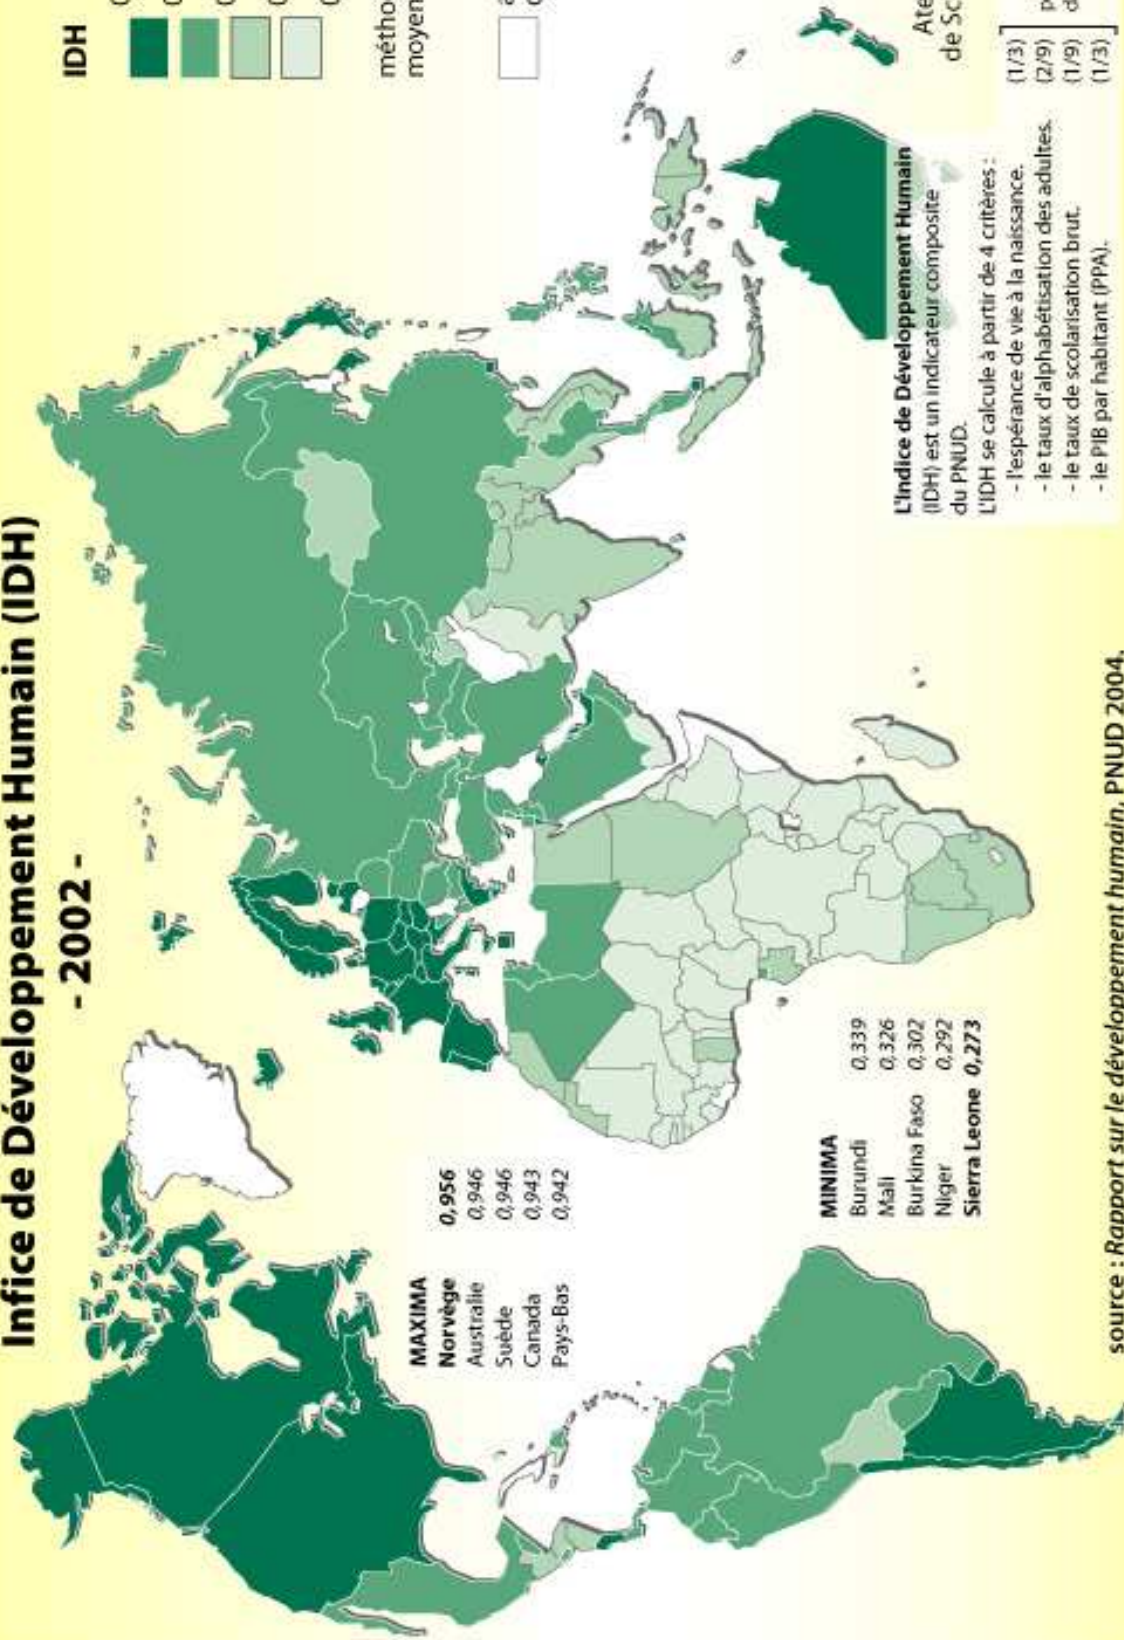 Infice de Développement Humain (IDH)
- 2002 -
IDH
métho
moyen
MAXIMA
Norvège 0,956
Australie 0,946
Suède 0,946
Canada 0,943
Pays-Bas 0,942
MINIMA
Burundi 0,339
Mali 0,326
Burkina Faso 0,302
Niger 0,292
Sierra Leone 0,273
L'Indice de Développement Humain
(IDH) est un indicateur composite
du PNUD.
L'IDH se calcule à partir de 4 critères :
- l'espérance de vie à la naissance. (1/3)
- le taux d'alphabétisation des adultes. (2/9)
- le taux de scolarisation brut. (1/9)
- le PIB par habitant (PPA). (1/3)
Ate
de Sc
source : Rapport sur le développement humain, PNUD 2004.